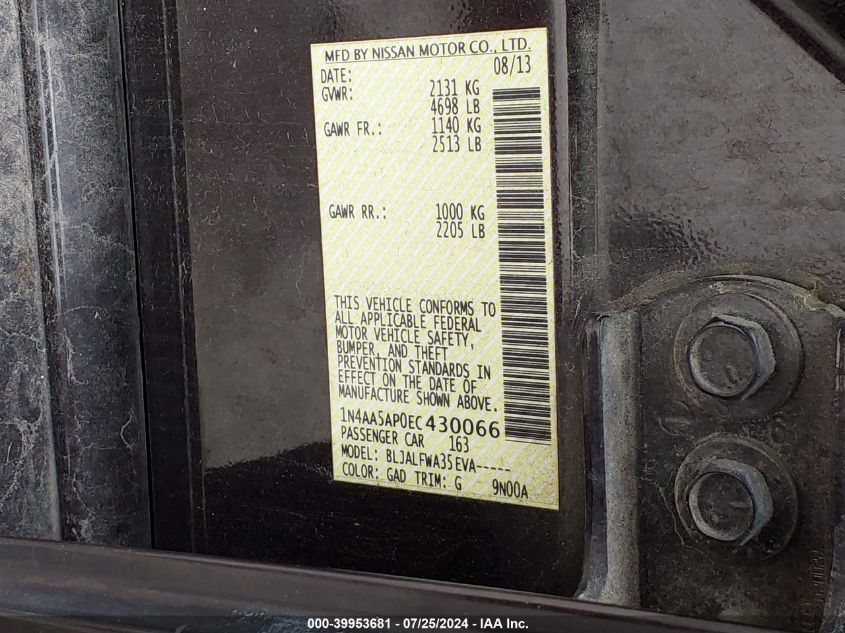 MFD BY NISSAN MOTOR CO., LTD.
DATE: 08/13
GVWR: 2131 KG
4698 LB
GAWR FR.: 1140 KG
2513 LB
GAWR RR.: 1000 KG
2205 LB
THIS VEHICLE CONFORMS TO
ALL APPLICABLE FEDERAL
MOTOR VEHICLE SAFETY,
BUMPER, AND THEFT
PREVENTION STANDARDS IN
EFFECT ON THE DATE OF
MANUFACTURE SHOWN ABOVE.
1N4AA5AP0EC430066
PASSENGER CAR 163
MODEL: BLJALFWA35EVA-----
COLOR: GAD TRIM: G 9N00A
000-39953681 - 07/25/2024 - IAA Inc.